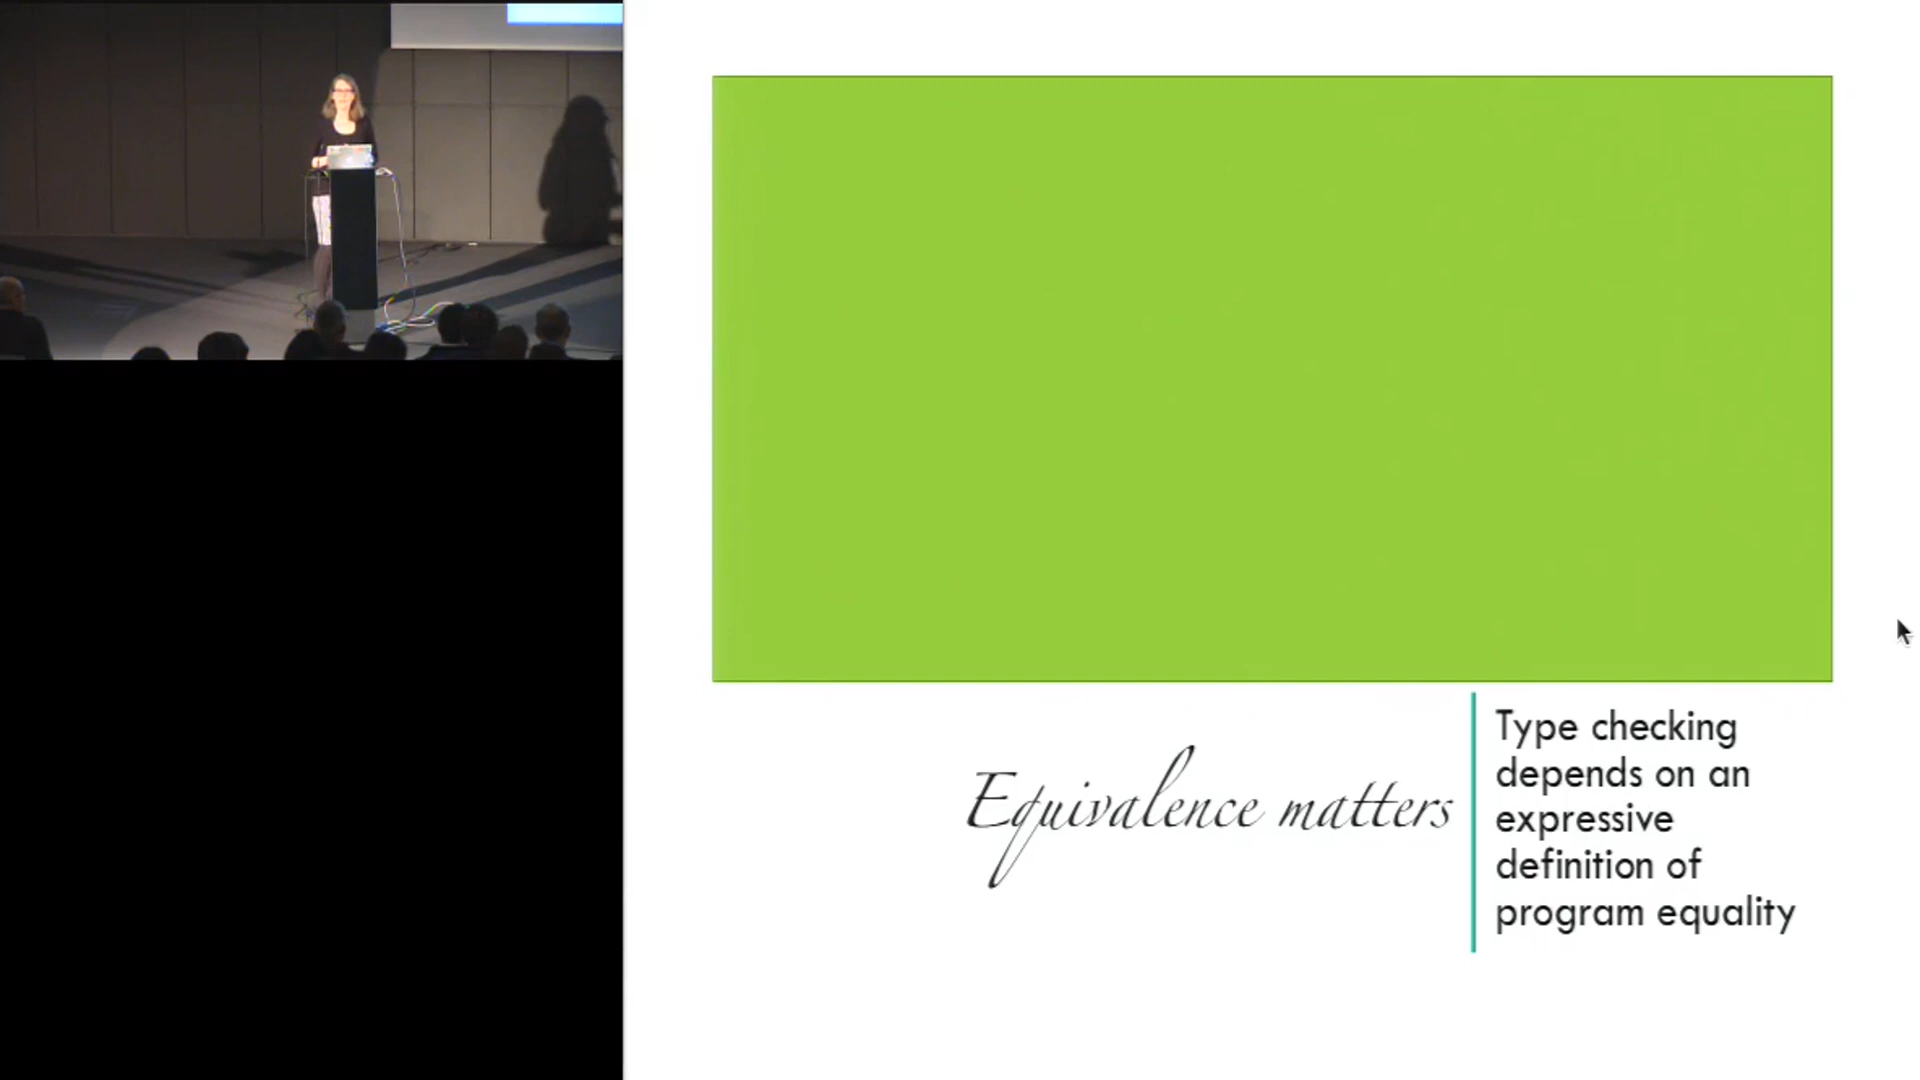 Equivalence matters
Type checking
depends on an
expressive
definition of
program equality